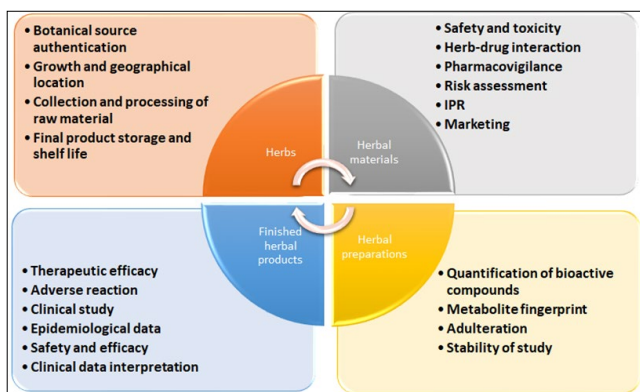 • Botanical source
authentication
• Growth and geographical
location
• Collection and processing of
raw material
• Final product storage and
shelf life
• Safety and toxicity
• Herb-drug interaction
• Pharmacovigilance
• Risk assessment
• IPR
• Marketing
Herbs
Herbal
materials
Finished
herbal
products
Herbal
preparations
• Therapeutic efficacy
• Adverse reaction
• Clinical study
• Epidemiological data
• Safety and efficacy
• Clinical data interpretation
• Quantification of bioactive
compounds
• Metabolite fingerprint
• Adulteration
• Stability of study